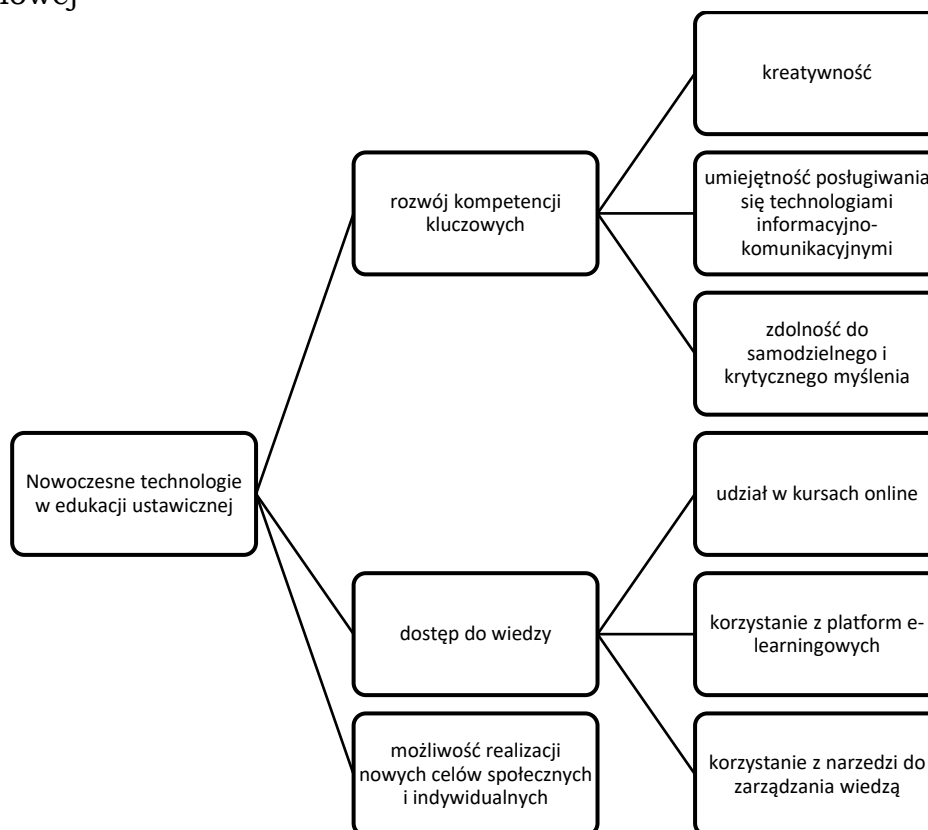 kreatywność
rozwój kompetencji
kluczowych
umiejętność posługiwania
się technologiami
informacyjno-
komunikacyjnymi
zdolność do
samodzielnego i
krytycznego myślenia
Nowoczesne technologie
w edukacji ustawicznej
udział w kursach online
dostęp do wiedzy
korzystanie z platform e-
learningowych
możliwość realizacji
nowych celów społecznych
i indywidualnych
korzystanie z narzedzi do
zarządzania wiedzą